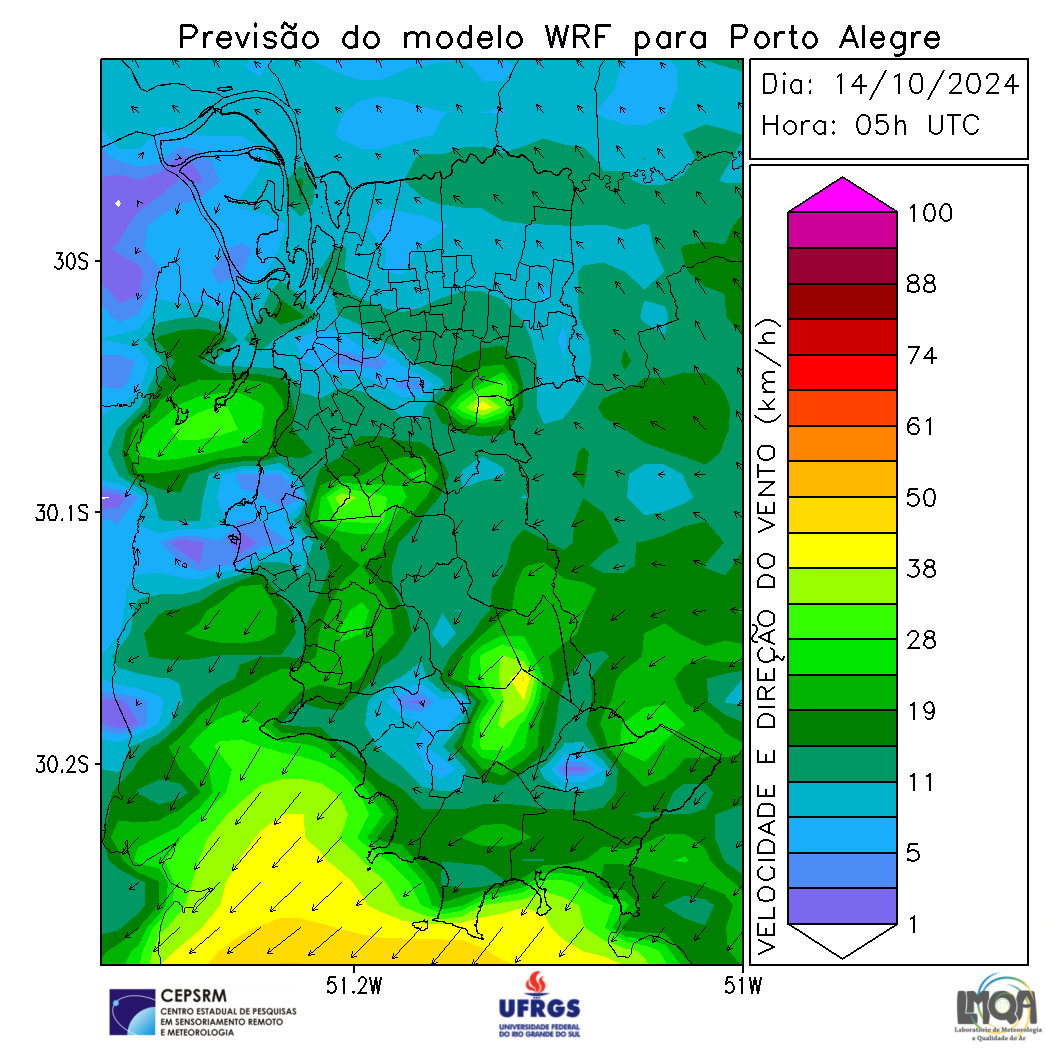 Previsão do modelo WRF para Porto Alegre
Dia: 14/10/2024
Hora: 05h UTC
30S
30.1S
30.2S
51.2W
51W
VELOCIDADE E DIREÇÃO DO VENTO (km/h)
100
88
74
61
50
38
28
19
11
5
1
CEPSRM
CENTRO ESTADUAL DE PESQUISAS
EM SENSORIAMENTO REMOTO
E METEOROLOGIA
UFRGS
UNIVERSIDADE FEDERAL
DO RIO GRANDE DO SUL
LMQA
Laboratório de Meteorologia
e Qualidade do Ar